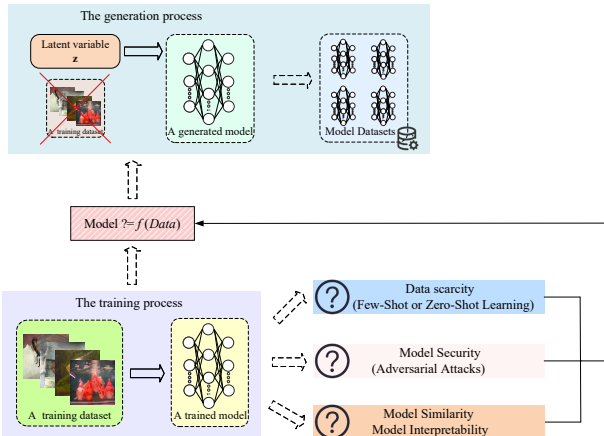 The generation process
Latent variable
z
A training dataset
A generated model
Model Datasets
Model ?= f (Data)
The training process
A training dataset
A trained model
?
Data scarcity
(Few-Shot or Zero-Shot Learning)
?
Model Security
(Adversarial Attacks)
?
Model Similarity
Model Interpretability